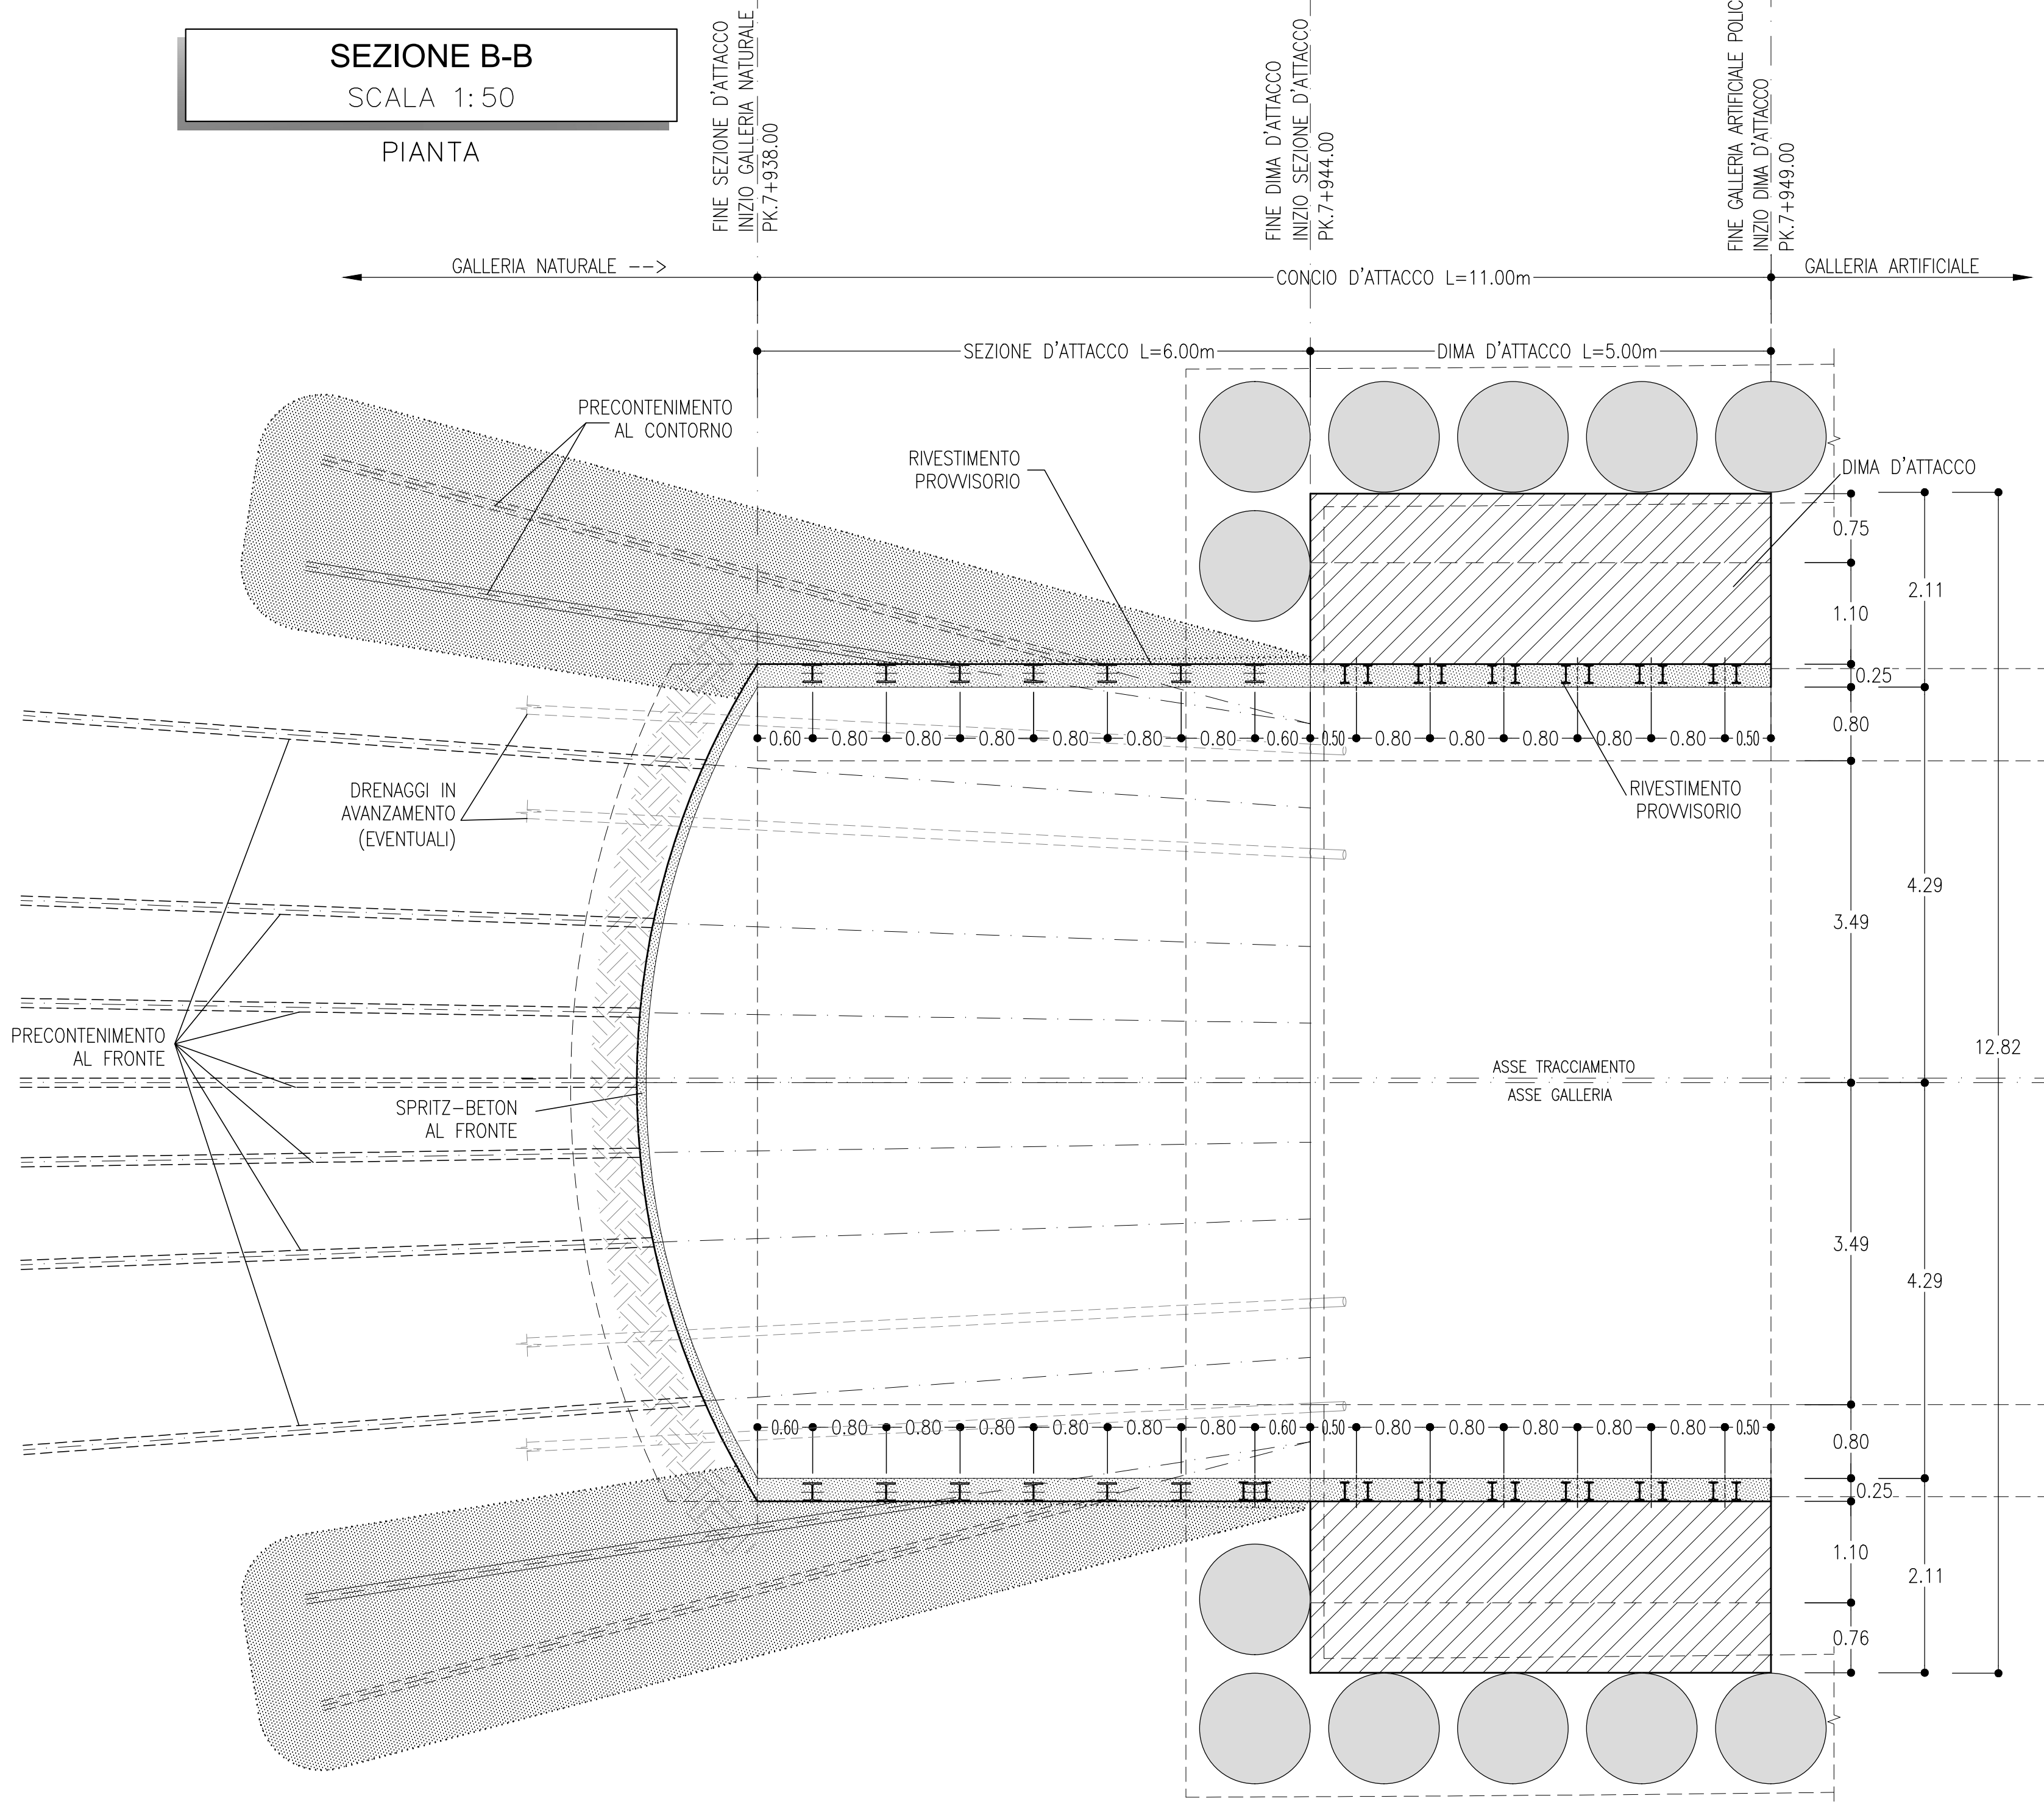 SEZIONE B-B
SCALA 1:50
PIANTA
FINE SEZIONE D'ATTACCO
INIZIO GALLERIA NATURALE
PK.7+938.00
FINE DIMA D'ATTACCO
INIZIO SEZIONE D'ATTACCO
PK.7+944.00
FINE GALLERIA ARTIFICIALE
INIZIO DIMA D'ATTACCO
PK.7+949.00
GALLERIA NATURALE -->
CONCIO D'ATTACCO L=11.00m
GALLERIA ARTIFICIALE
SEZIONE D'ATTACCO L=6.00m
DIMA D'ATTACCO L=5.00m
PRECONTENIMENTO
AL CONTORNO
RIVESTIMENTO
PROVVISORIO
DIMA D'ATTACCO
0.75
2.11
1.10
0.25
0.80
0.60 0.80 0.80 0.80 0.80 0.80 0.80 0.60 0.50 0.80 0.80 0.80 0.80 0.80 0.50
DRENAGGI IN
AVANZAMENTO
(EVENTUALI)
RIVESTIMENTO
PROVVISORIO
4.29
3.49
12.82
PRECONTENIMENTO
AL FRONTE
ASSE TRACCIAMENTO
ASSE GALLERIA
SPRITZ-BETON
AL FRONTE
3.49
4.29
0.60 0.80 0.80 0.80 0.80 0.80 0.80 0.60 0.50 0.80 0.80 0.80 0.80 0.80 0.50
0.80
0.25
1.10
2.11
0.76